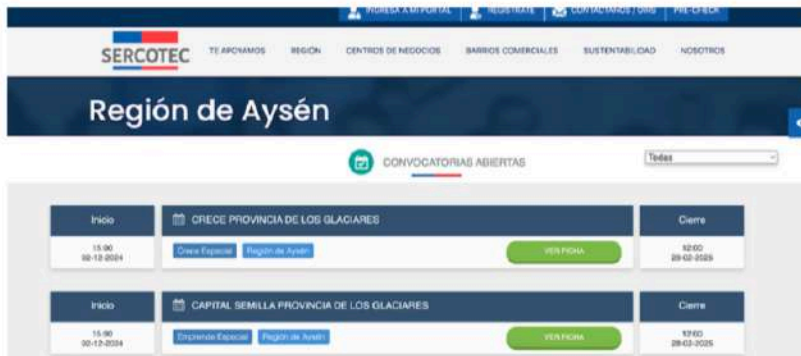 INGRESA A MI PORTAL REGISTRATE CONTACTANOS / OIRS PRE-CHECK
SERCOTEC TE APOYAMOS REGIÓN CENTROS DE NEGOCIOS BARRIOS COMERCIALES SUSTENTABILIDAD NOSOTROS
Región de Aysén
CONVOCATORIAS ABIERTAS Todas
Inicio CRECE PROVINCIA DE LOS GLACIARES Cierre
15:00 Crece Especial Región de Aysén VER FICHA 12:00
02-12-2024 28-02-2025
Inicio CAPITAL SEMILLA PROVINCIA DE LOS GLACIARES Cierre
15:00 Emprende Especial Región de Aysén VER FICHA 12:00
02-12-2024 28-02-2025